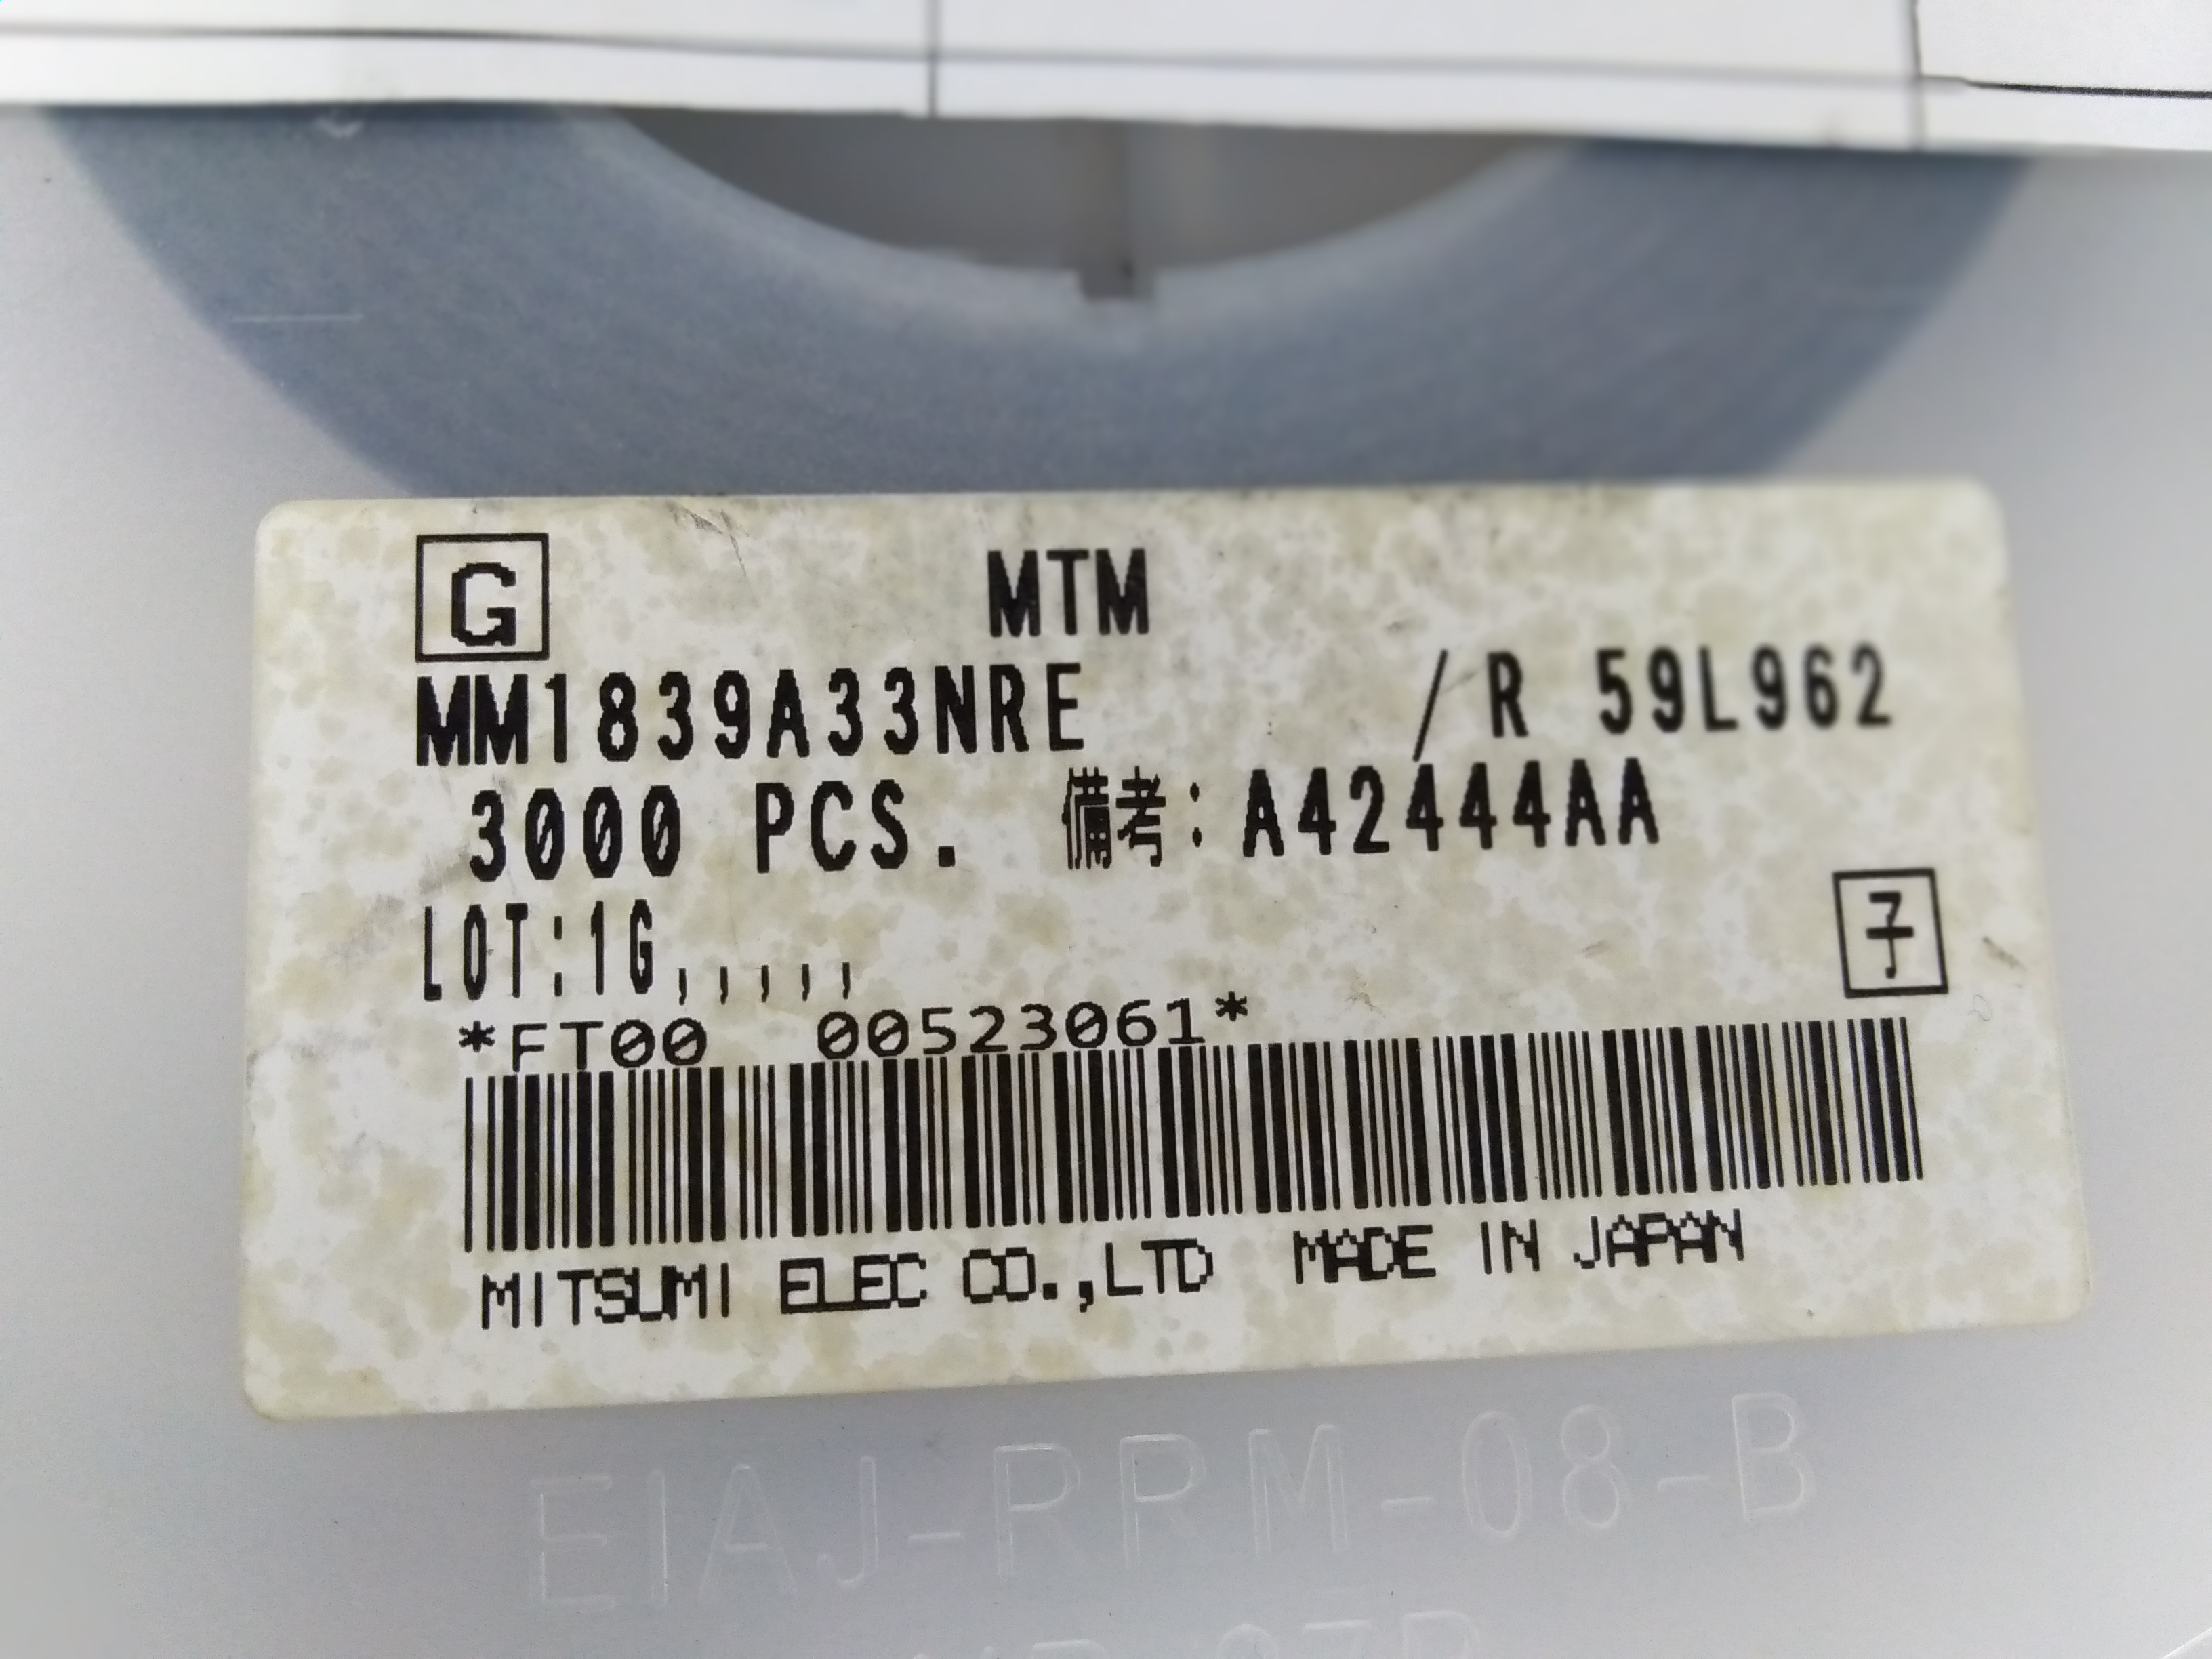 G MTM
MM1839A33NRE / R 59L962
3000 PCS. 備考: A42444AA
LOT:1G,,,,,
子
*FT00 00523061*
MITSUMI ELEC CO.,LTD MADE IN JAPAN
EIAJ-RRM-08-B